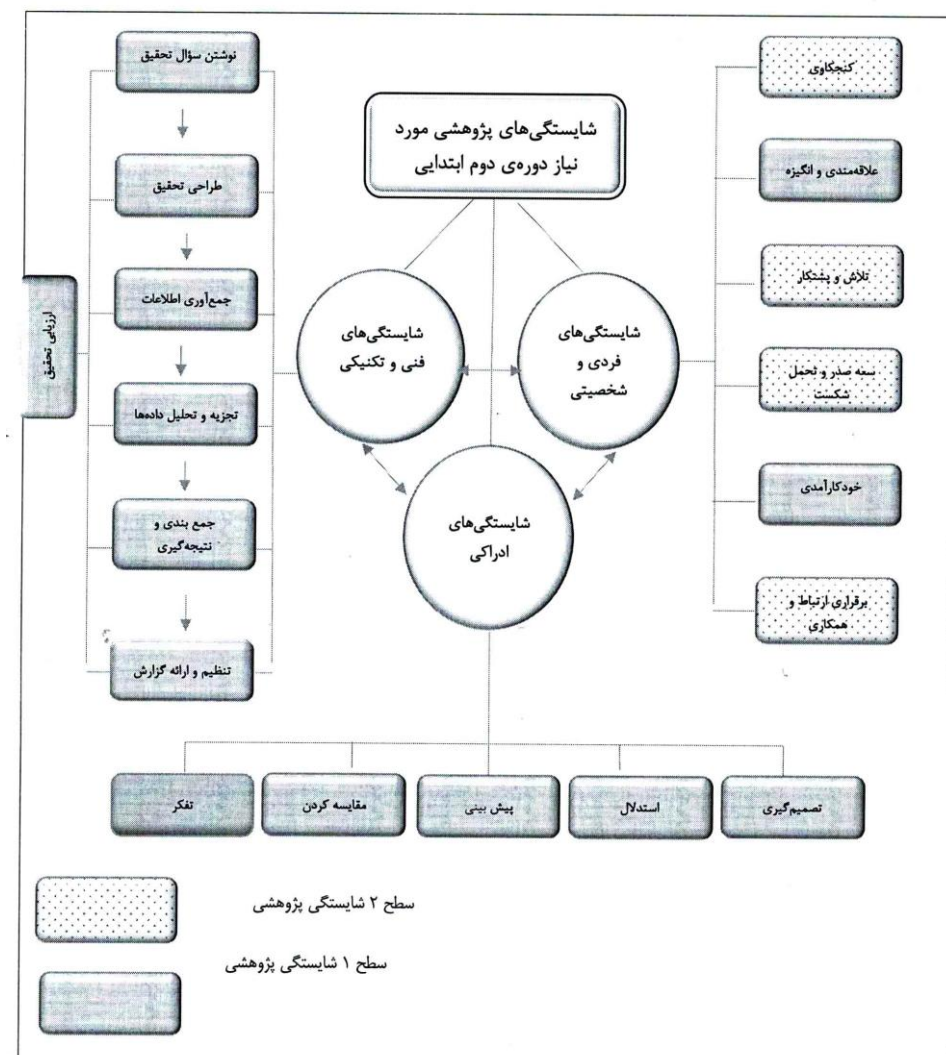 شایستگی‌های پژوهشی مورد
نیاز دوره‌ی دوم ابتدایی
شایستگی‌های
فردی و
شخصیتی
شایستگی‌های
فنی و تکنیکی
شایستگی‌های
ادراکی
کنجکاوی
علاقه‌مندی و انگیزه
تلاش و پشتکار
سعه صدر و تحمل
شکست
خودکارآمدی
برقراری ارتباط و
همکاری
نوشتن سؤال تحقیق
طراحی تحقیق
جمع‌آوری اطلاعات
تجزیه و تحلیل داده‌ها
جمع بندی و
نتیجه‌گیری
تنظیم و ارائه گزارش
ارزیابی تحقیق
تصمیم‌گیری
استدلال
پیش بینی
مقایسه کردن
تفکر
سطح ۲ شایستگی پژوهشی
سطح ۱ شایستگی پژوهشی